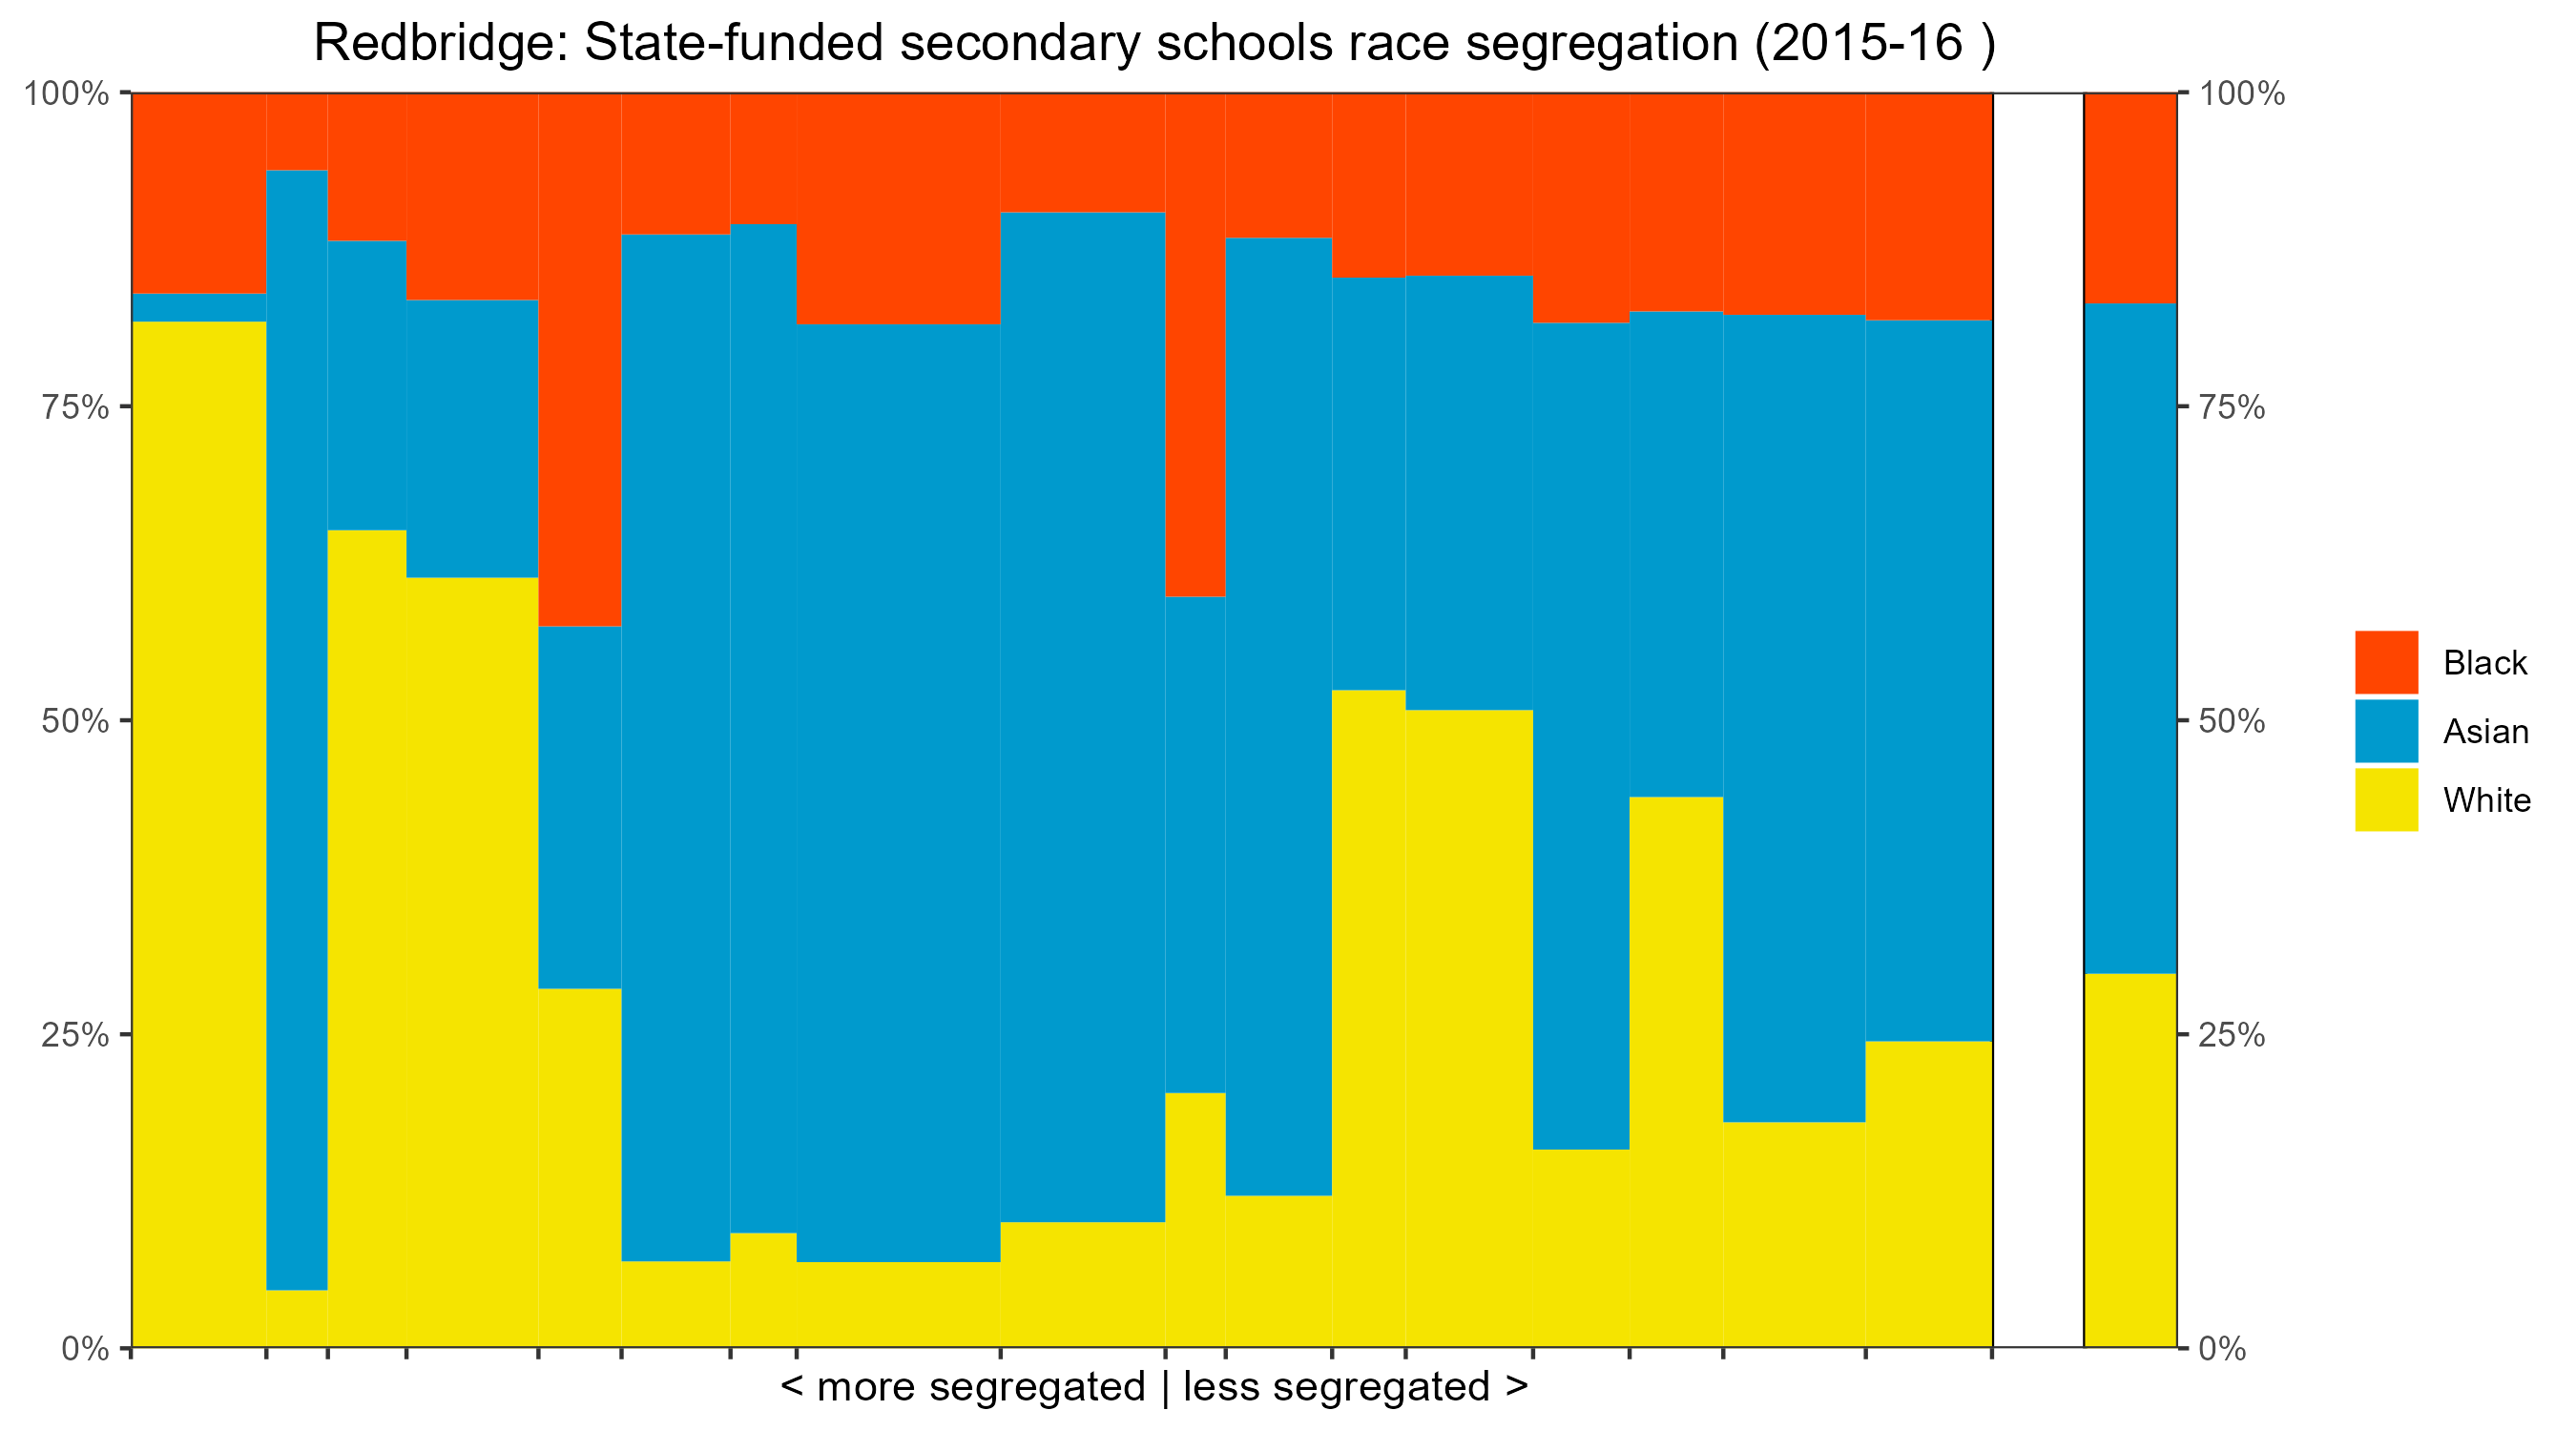 Redbridge: State-funded secondary schools race segregation (2015-16 )
100%
75%
50%
25%
0%
100%
75%
50%
25%
0%
Black
Asian
White
< more segregated | less segregated >